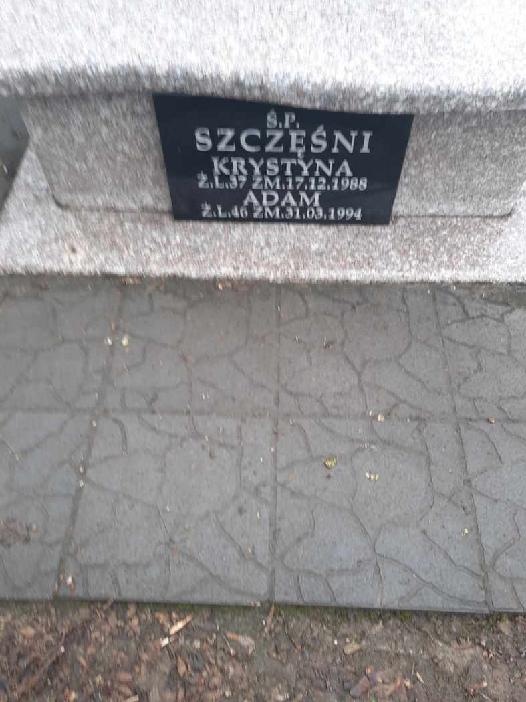 Ś.P.
SZCZĘŚNI
KRYSTYNA
Ż.L.37 ZM.17.12.1988
ADAM
Ż.L.46 ZM.31.03.1994